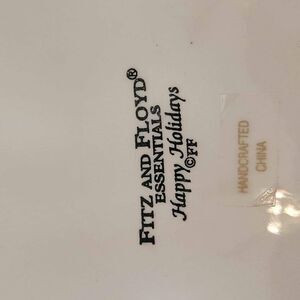 FITZ AND FLOYD®
ESSENTIALS
Happy Holidays
©FF
HANDCRAFTED
CHINA